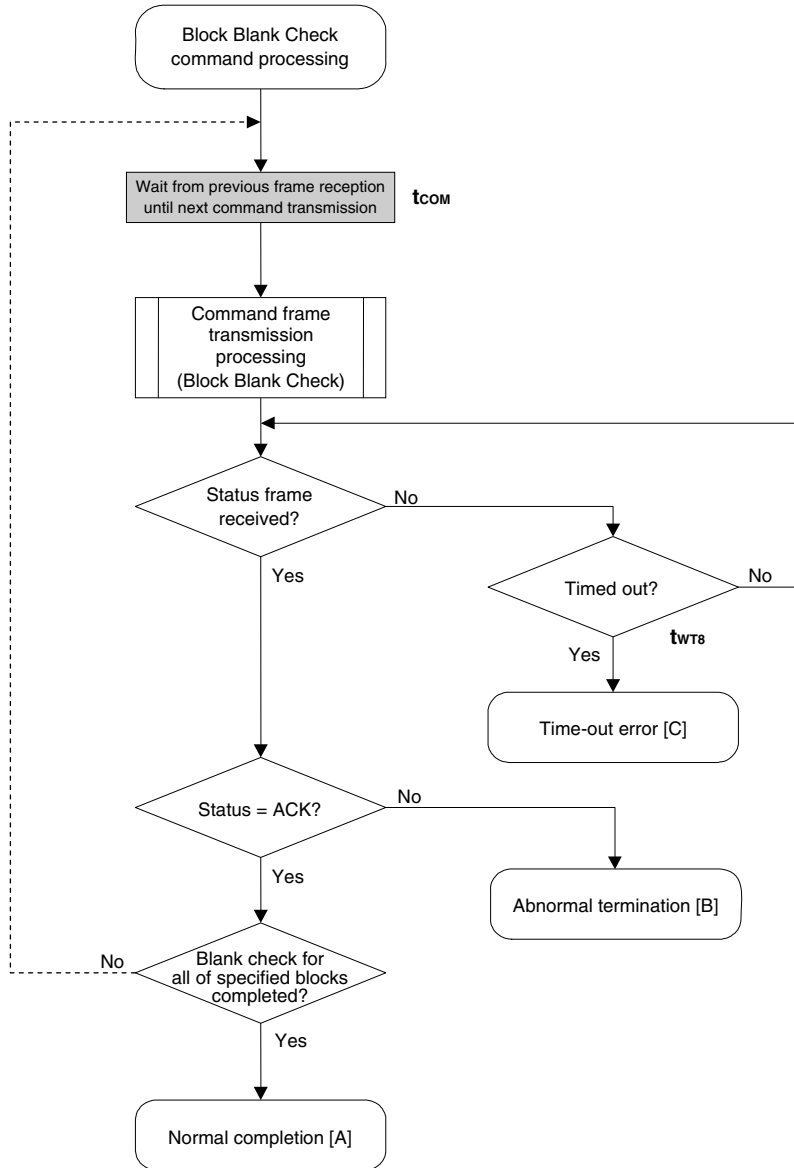 Block Blank Check
command processing
Wait from previous frame reception
until next command transmission
tCOM
Command frame
transmission
processing
(Block Blank Check)
Status frame
received?
No
Yes
Timed out?
No
tWT8
Yes
Time-out error [C]
Status = ACK?
No
Yes
Abnormal termination [B]
Blank check for
all of specified blocks
completed?
No
Yes
Normal completion [A]